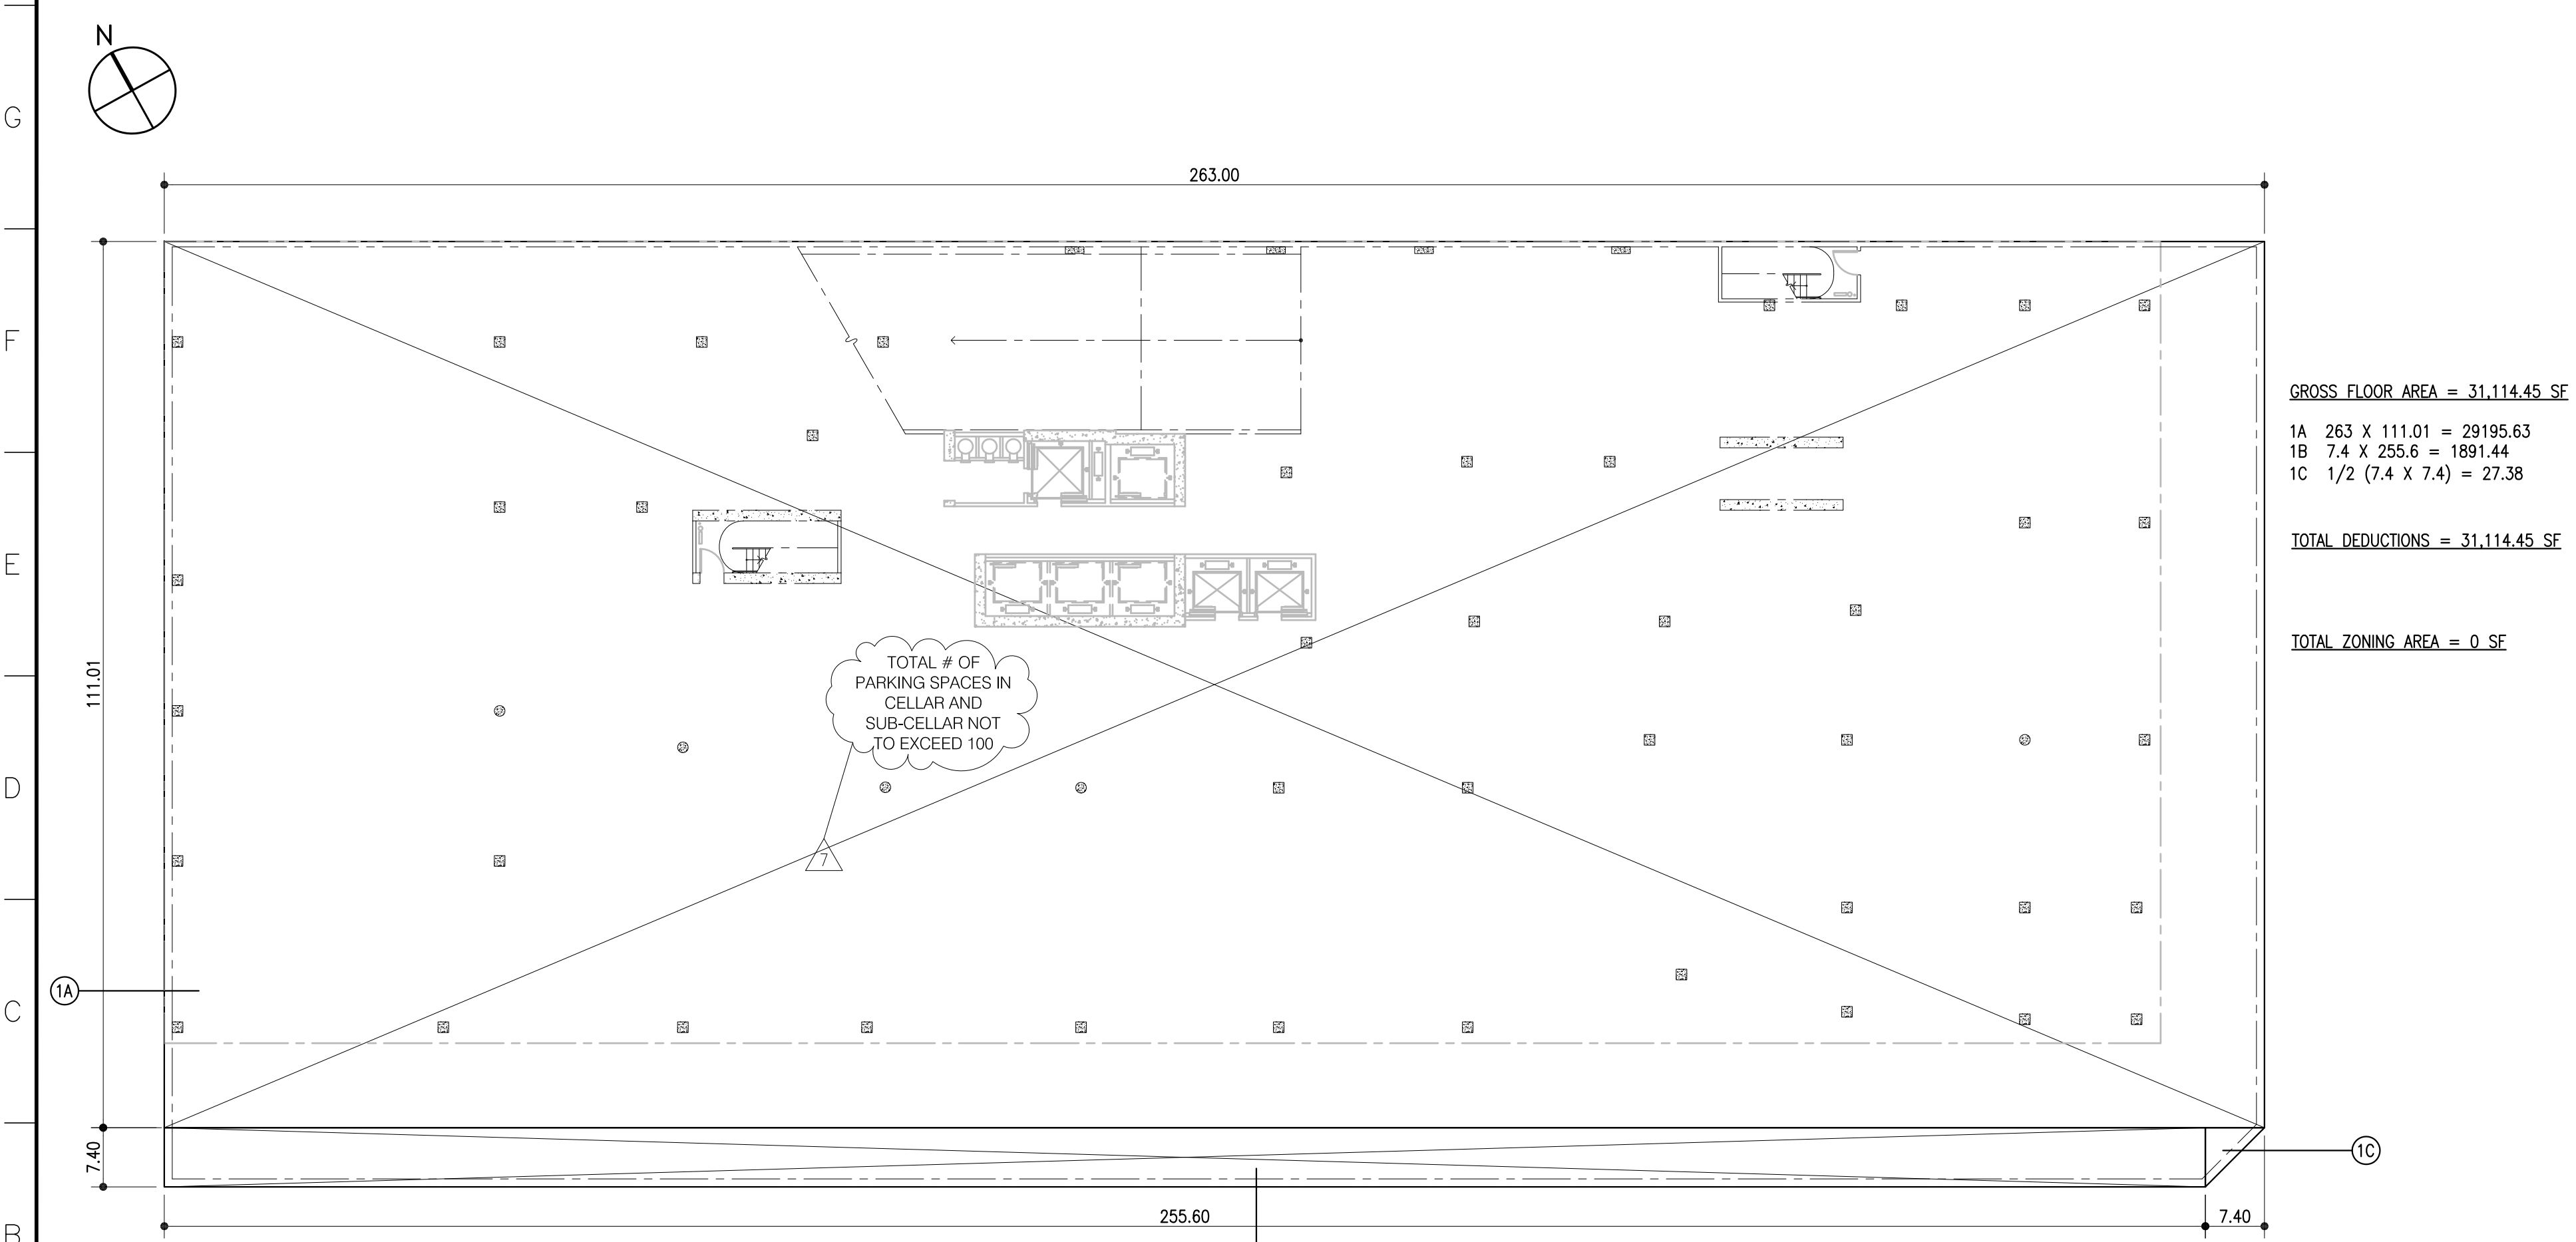 N
G
263.00
F
GROSS FLOOR AREA = 31,114.45 SF
1A 263 X 111.01 = 29195.63
1B 7.4 X 255.6 = 1891.44
1C 1/2 (7.4 X 7.4) = 27.38
E
TOTAL DEDUCTIONS = 31,114.45 SF
TOTAL ZONING AREA = 0 SF
111.01
TOTAL # OF
PARKING SPACES IN
CELLAR AND
SUB-CELLAR NOT
TO EXCEED 100
D
7
1A
C
7.40
1C
B
255.60
7.40